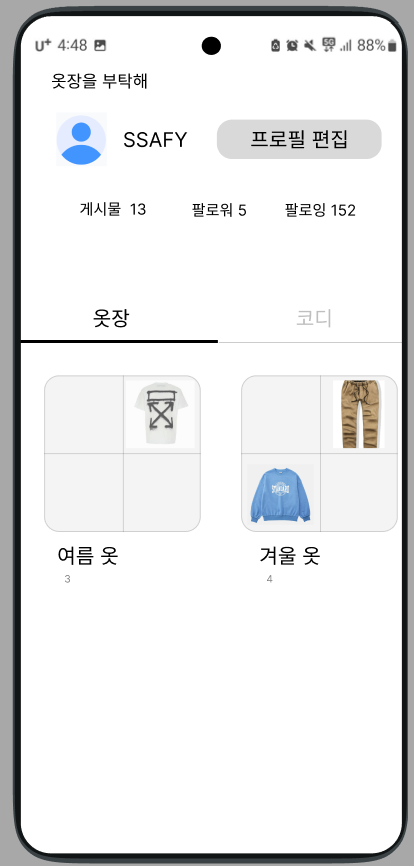 U+ 4:48 5G 88%
옷장을 부탁해
SSAFY 프로필 편집
게시물 13 팔로워 5 팔로잉 152
옷장 코디
여름 옷 겨울 옷
3 4